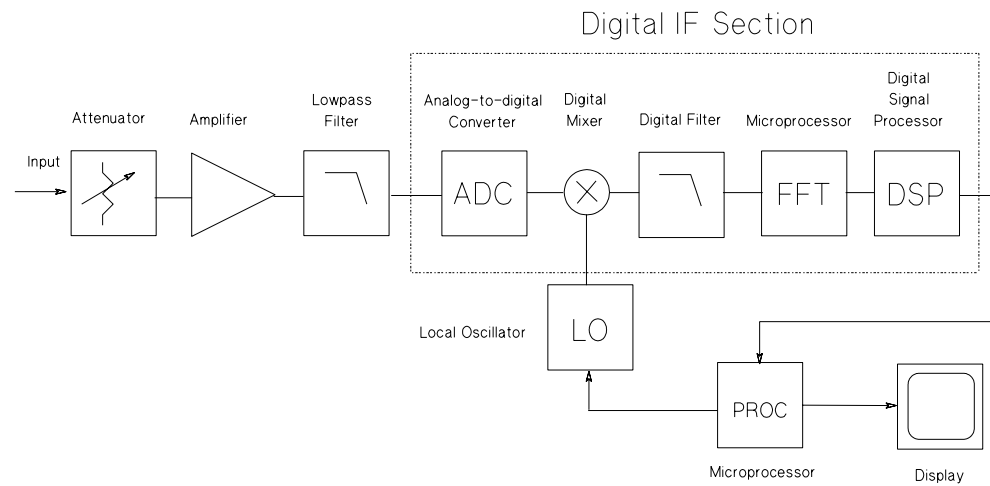 Digital IF Section
Attenuator
Amplifier
Lowpass
Filter
Analog-to-digital
Converter
Digital
Mixer
Digital Filter
Microprocessor
Digital
Signal
Processor
Input
ADC
FFT
DSP
Local Oscillator
LO
PROC
Microprocessor
Display